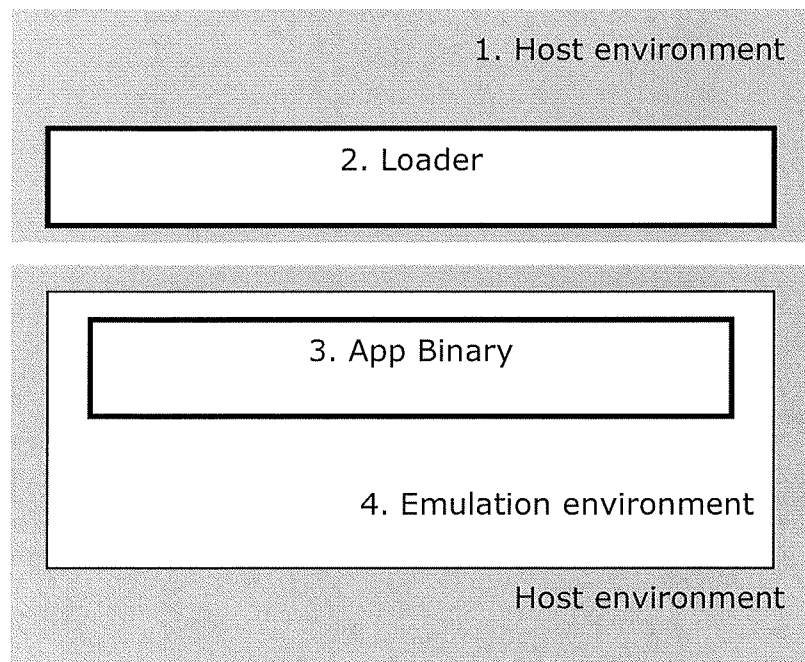 1. Host environment
2. Loader
3. App Binary
4. Emulation environment
Host environment